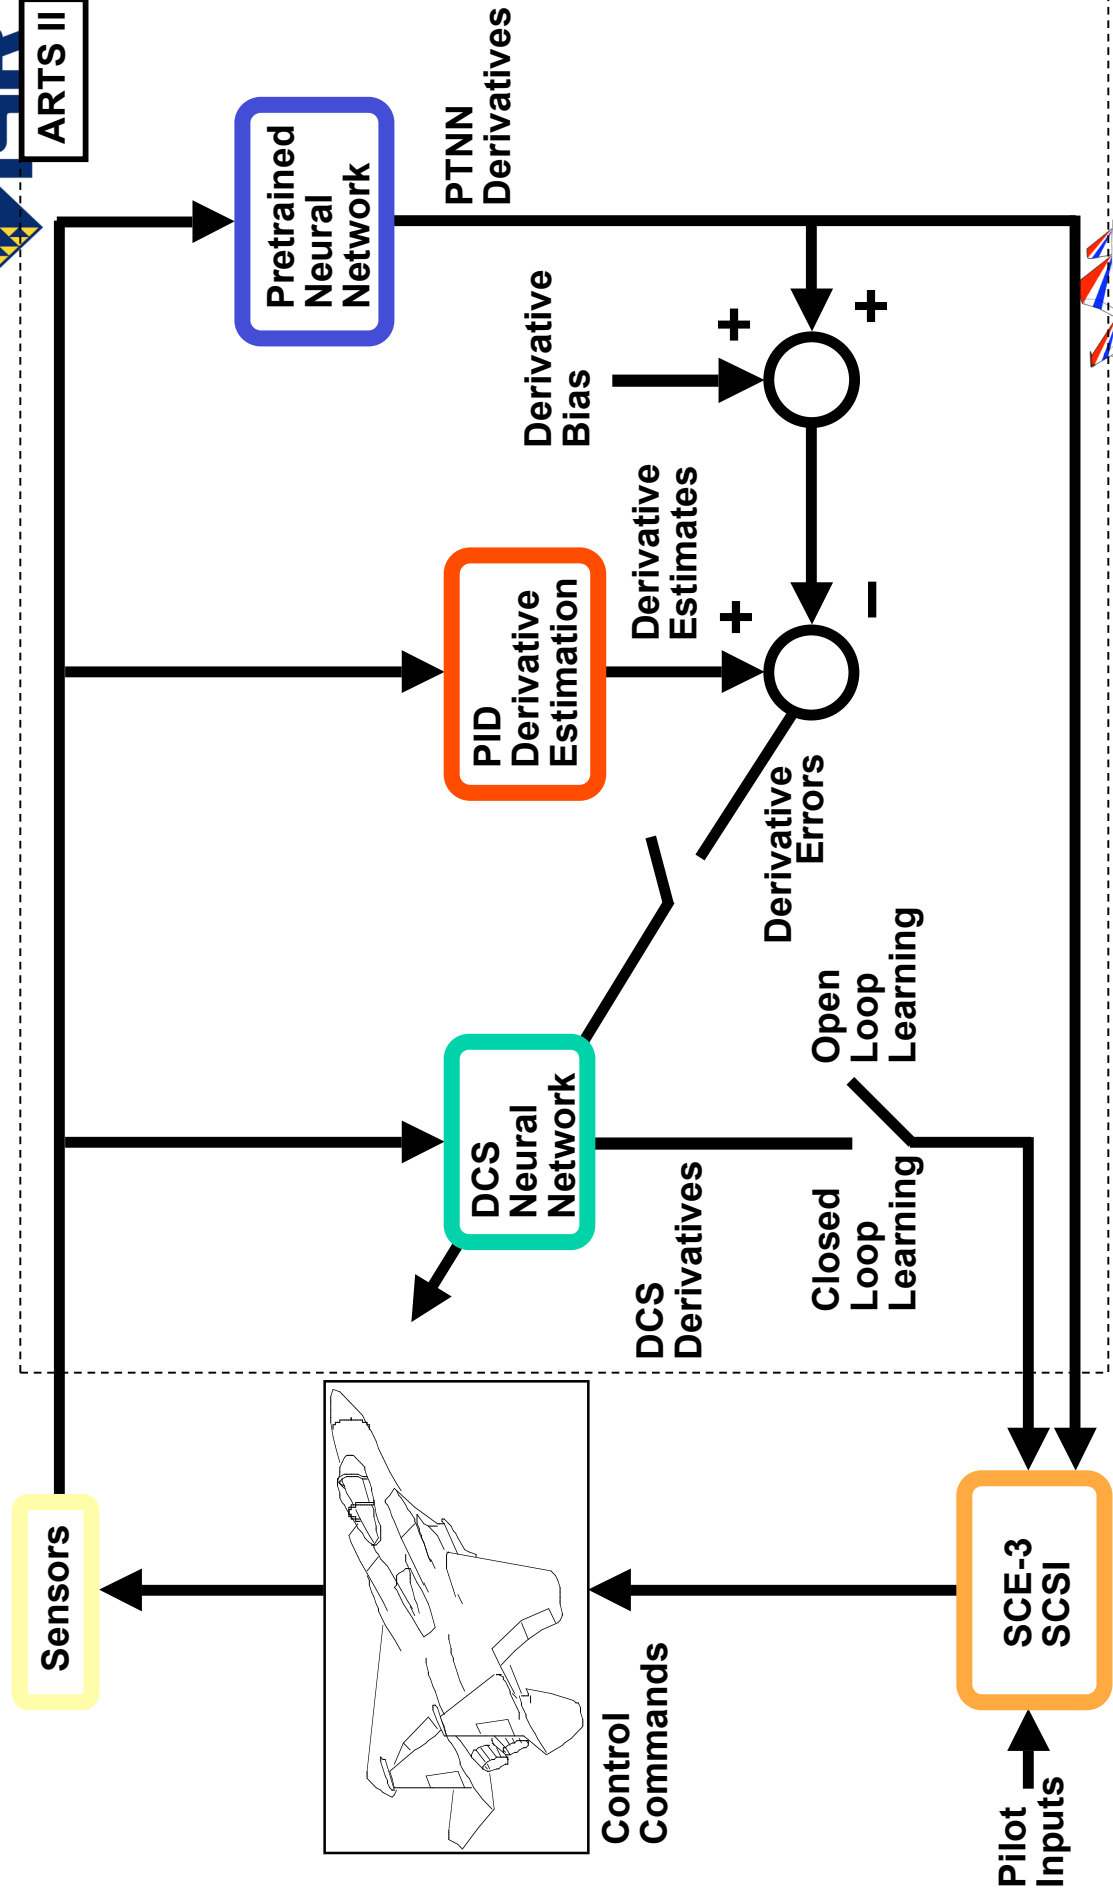 ARTS II
Sensors
Pretrained
Neural
Network
PTNN
Derivatives
Derivative
Bias
+
+
PID
Derivative
Estimation
Derivative
Estimates
+
–
Derivative
Errors
DCS
Neural
Network
DCS
Derivatives
Closed
Loop
Learning
Open
Loop
Learning
Control
Commands
SCE-3
SCSI
Pilot
Inputs